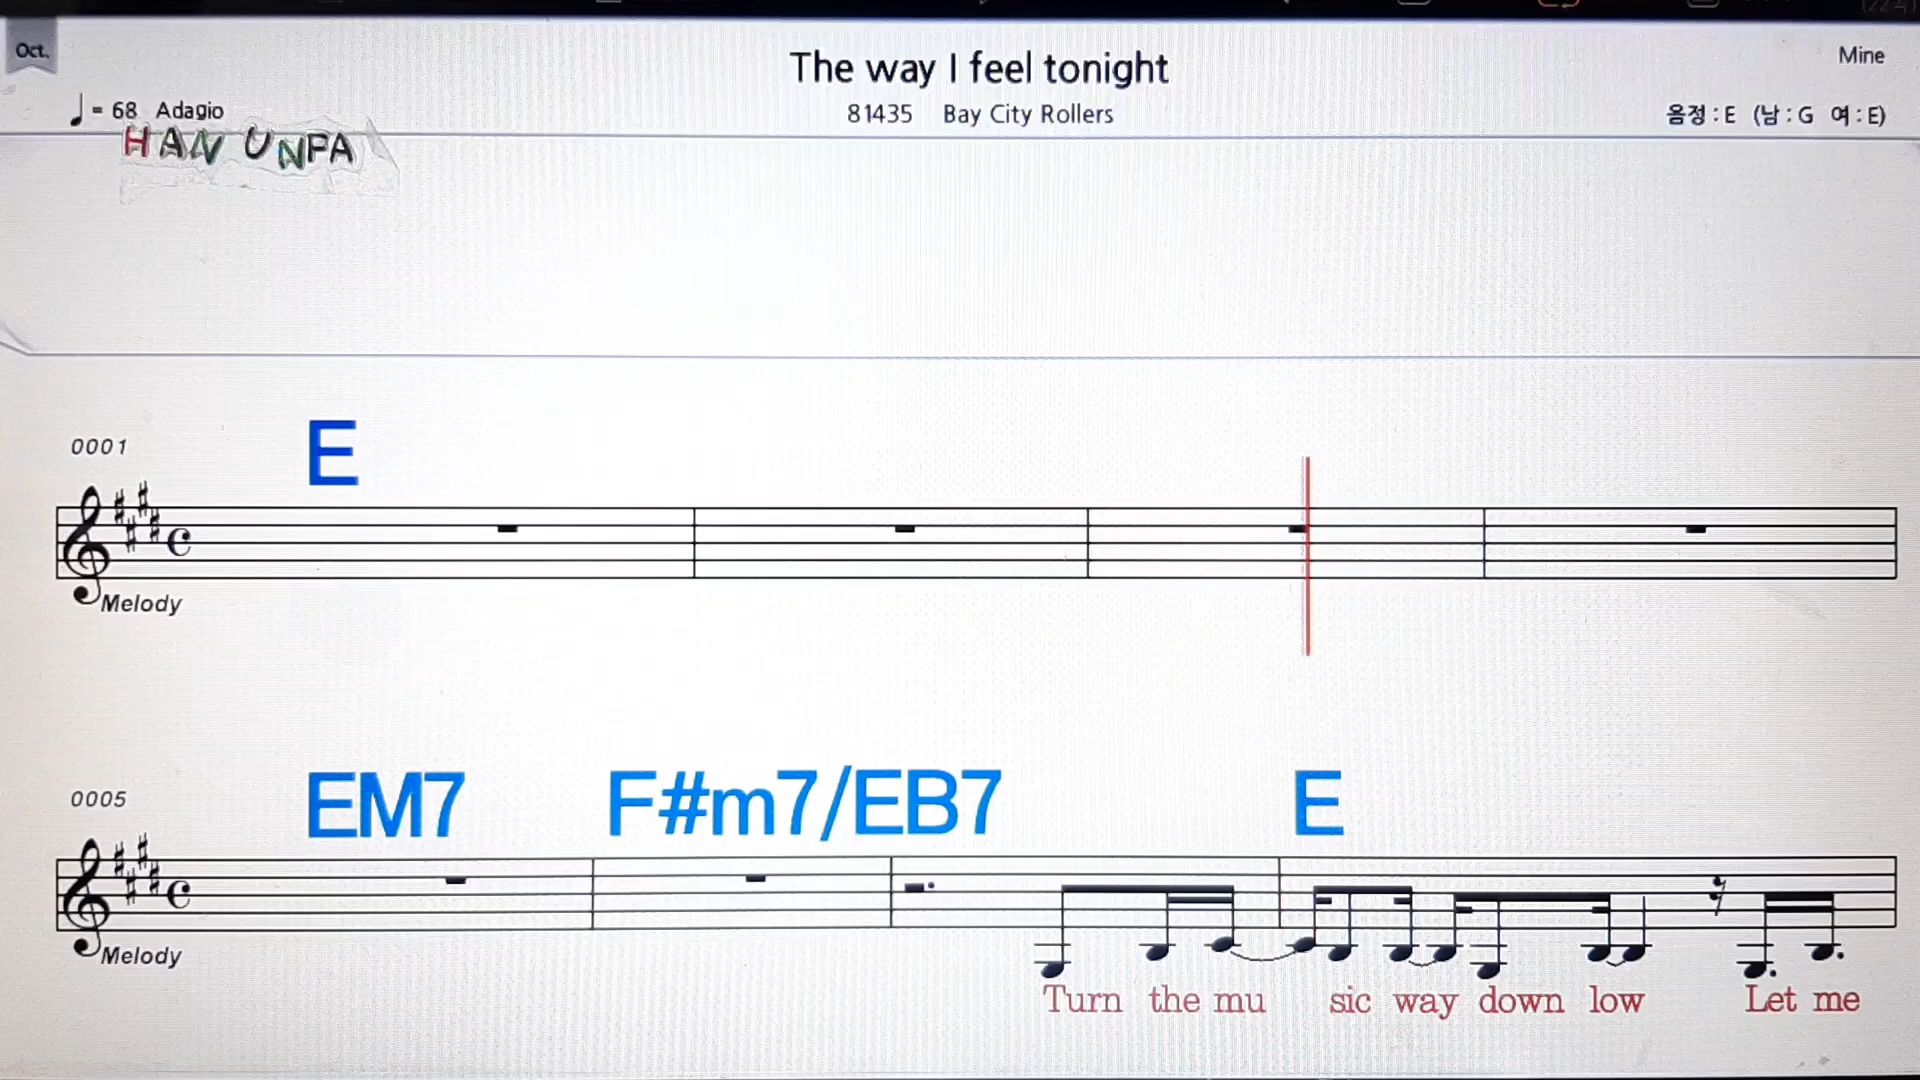 Oct.
The way I feel tonight
Mine
= 68 Adagio
81435 Bay City Rollers
음정 : E (남 : G 여 : E)
HAN UNPA
0001
E
Melody
0005
EM7 F#m7/EB7 E
Melody
Turn the mu sic way down low Let me